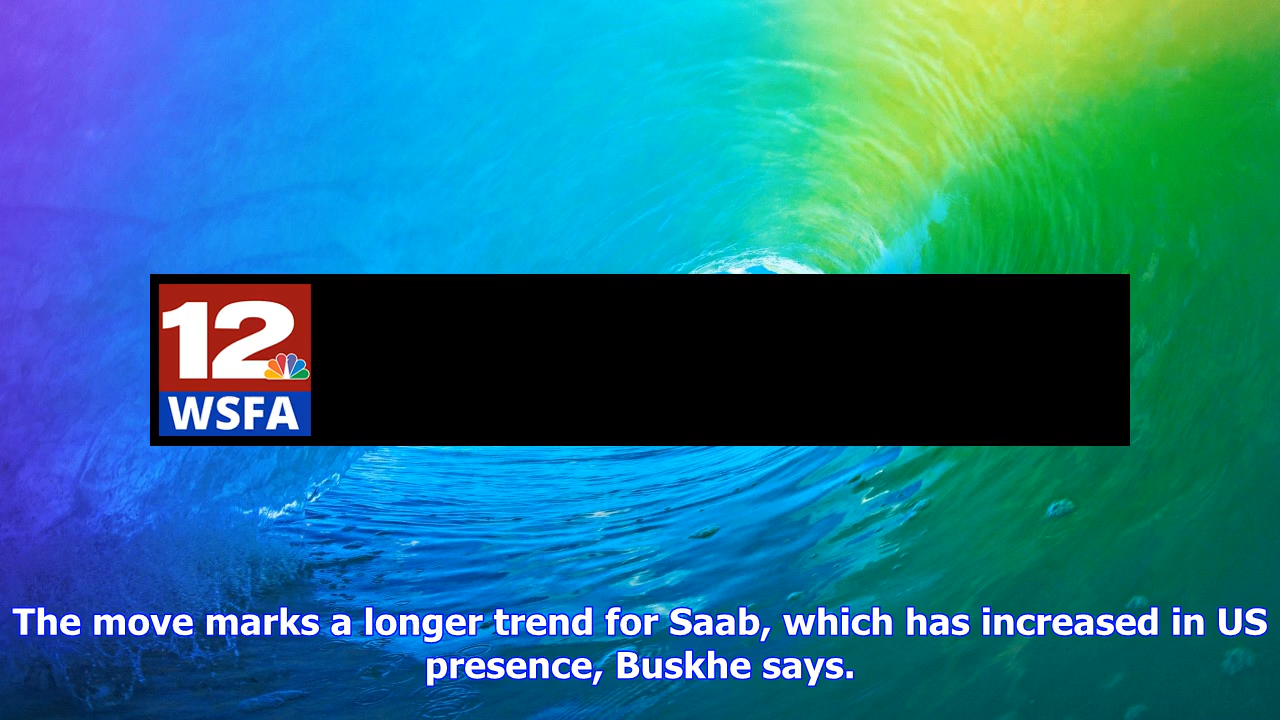 12
WSFA
The move marks a longer trend for Saab, which has increased in US
presence, Buskhe says.